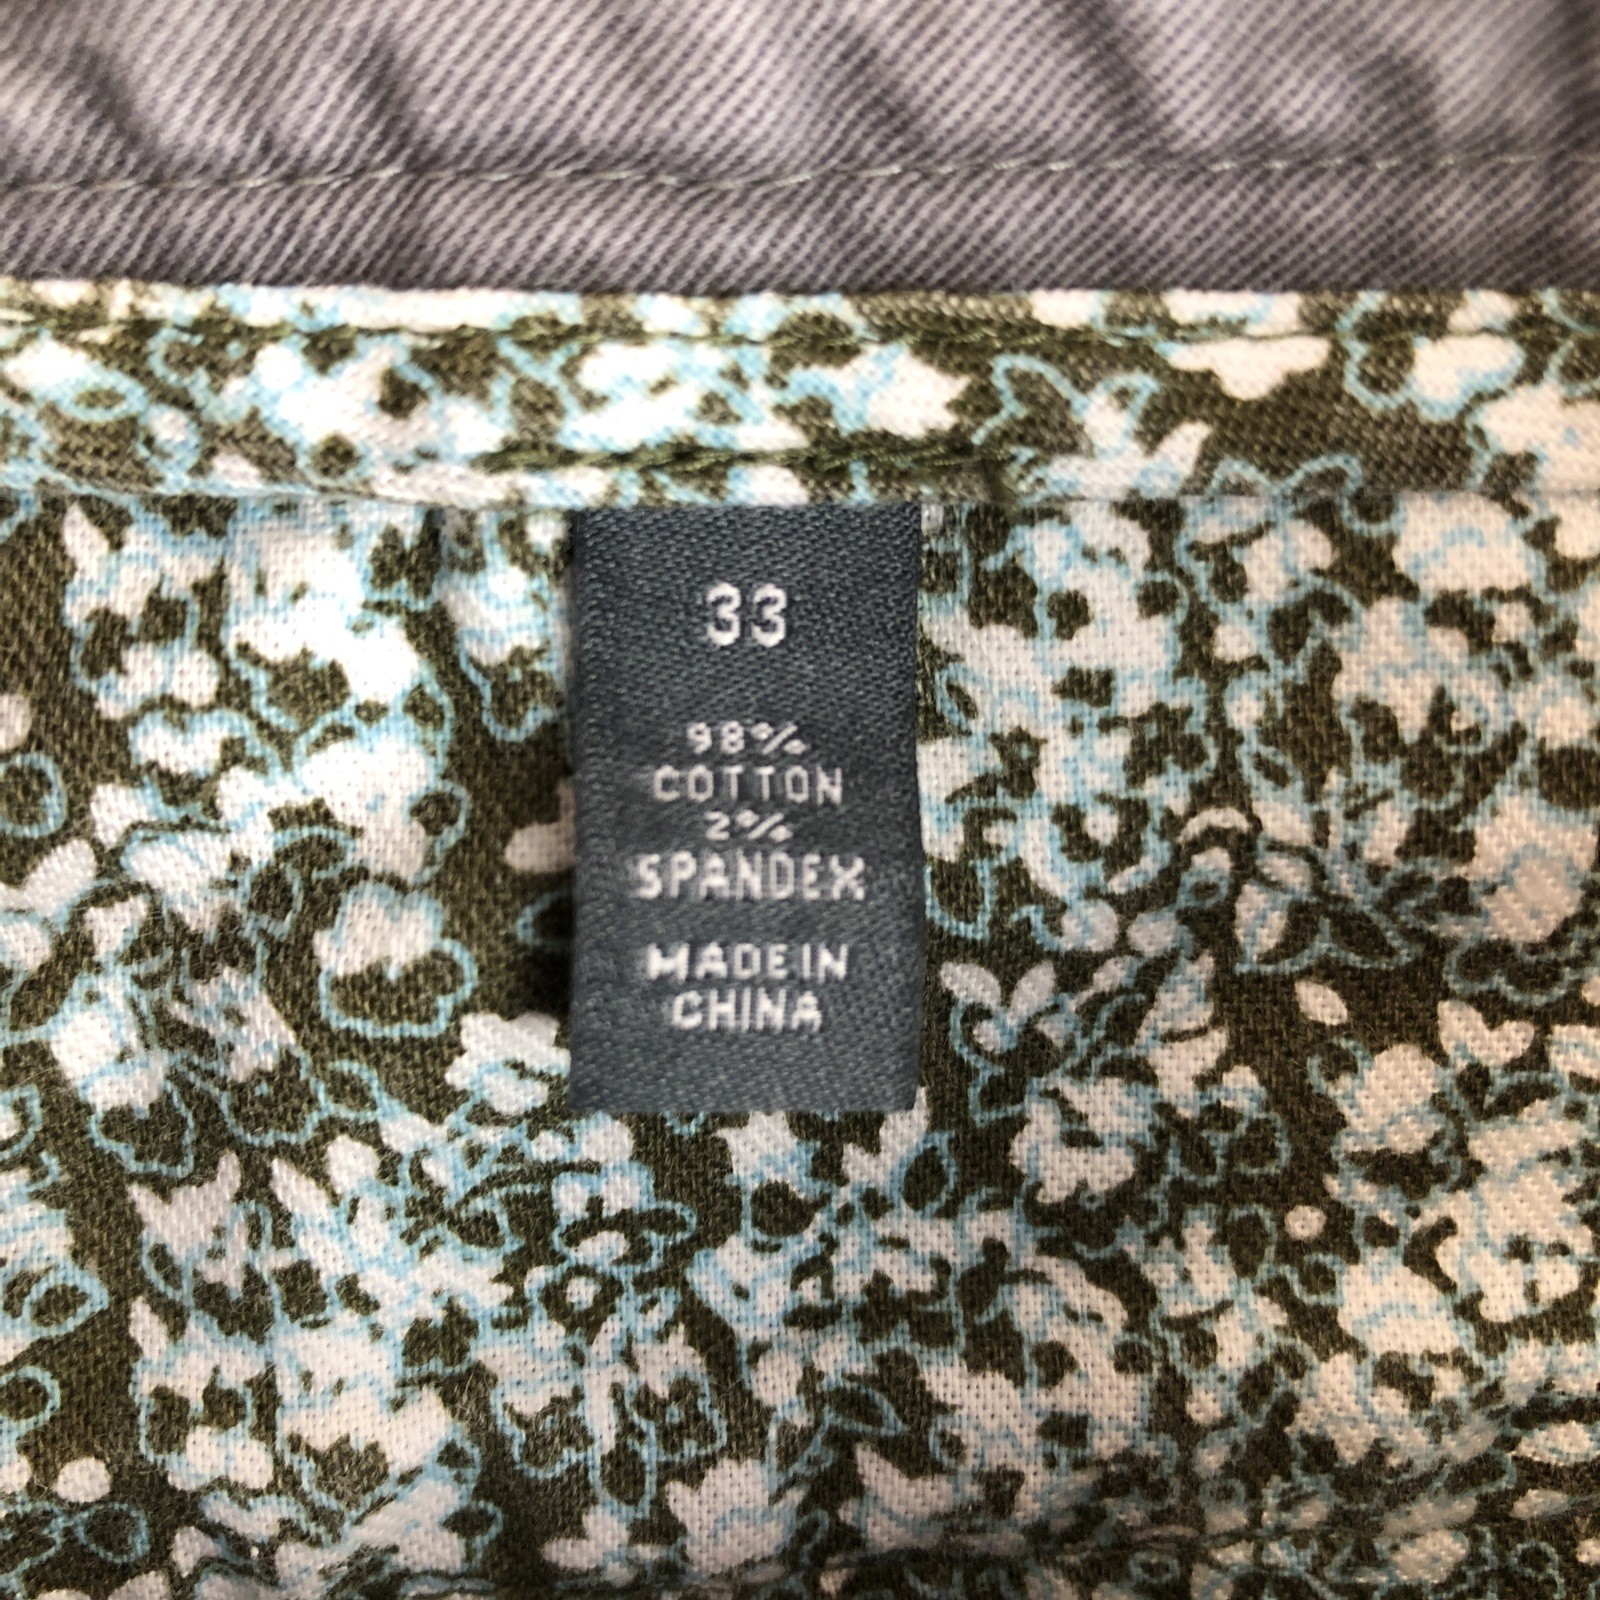 33
98%
COTTON
2%
SPANDEX
MADE IN
CHINA